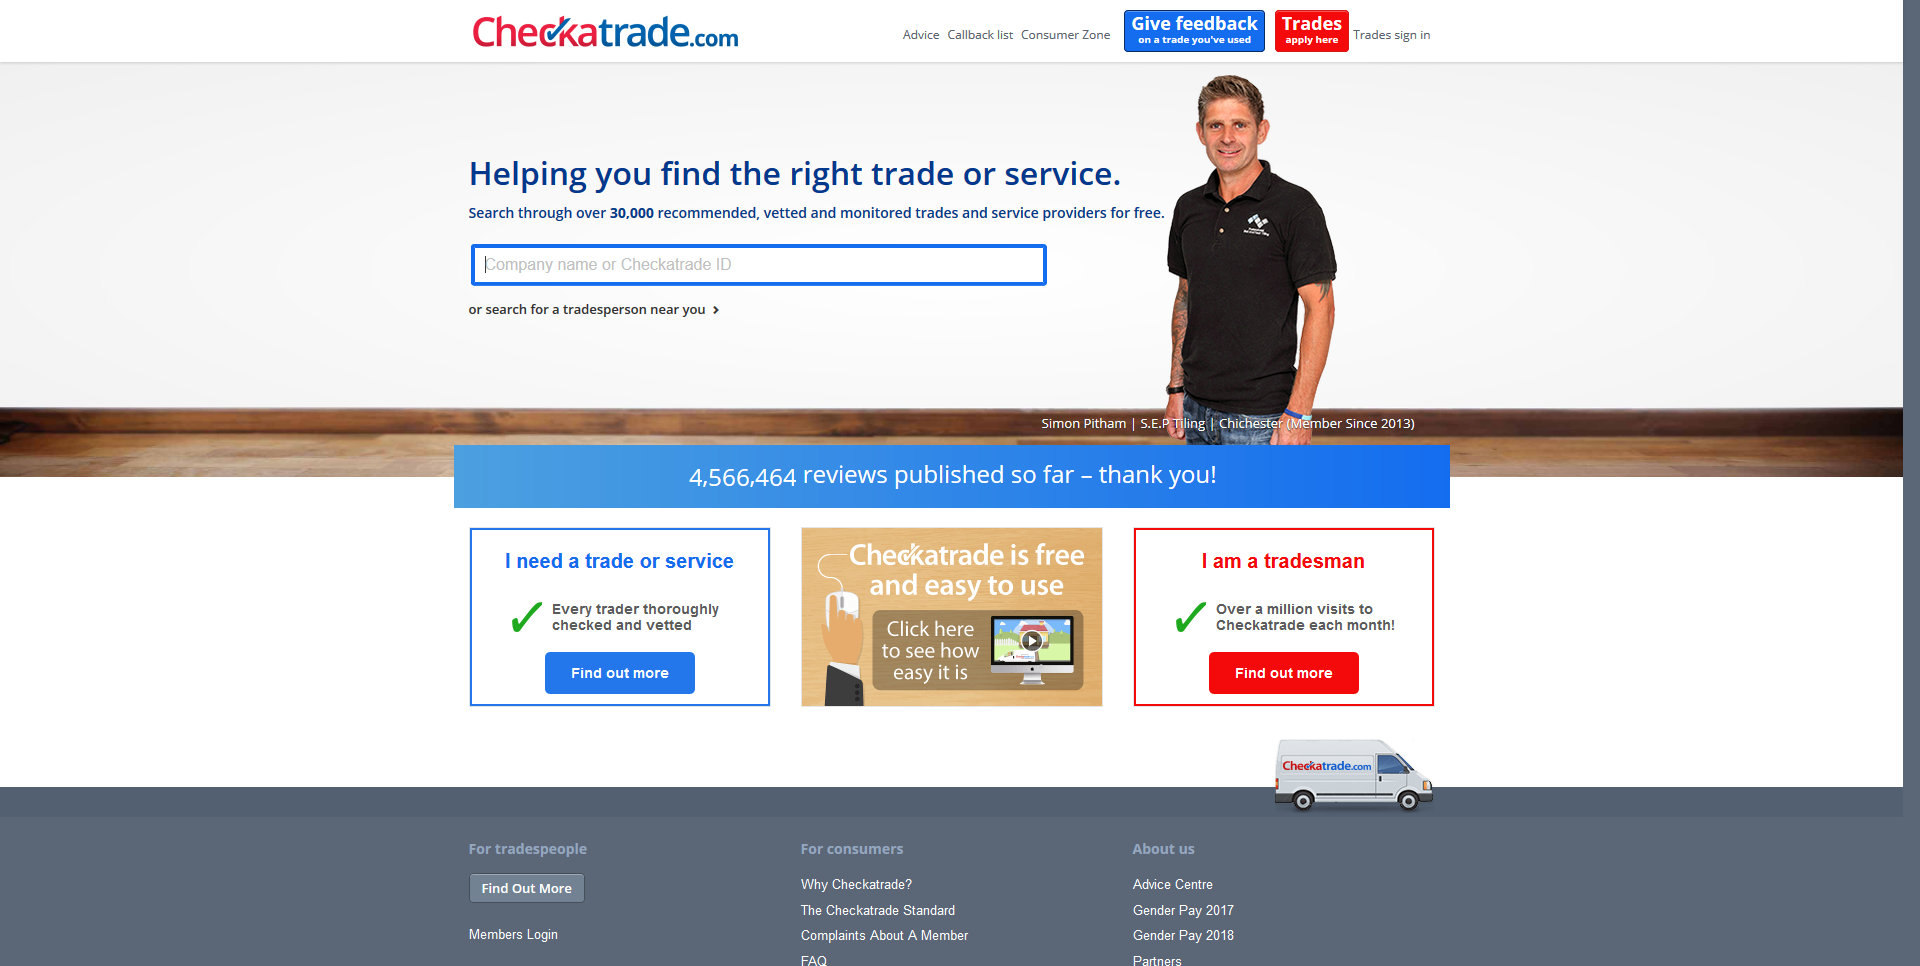 Checkatrade.com
Advice
Callback list
Consumer Zone
Give feedback
on a trade you've used
Trades
apply here
Trades sign in
Helping you find the right trade or service.
Search through over 30,000 recommended, vetted and monitored trades and service providers for free.
Company name or Checkatrade ID
or search for a tradesperson near you
Simon Pitham | S.E.P Tiling | Chichester (Member Since 2013)
4,566,464 reviews published so far – thank you!
I need a trade or service
Every trader thoroughly
checked and vetted
Find out more
Checkatrade is free
and easy to use
Click here
to see how
easy it is
I am a tradesman
Over a million visits to
Checkatrade each month!
Find out more
Checkatrade.com
For tradespeople
Find Out More
Members Login
For consumers
Why Checkatrade?
The Checkatrade Standard
Complaints About A Member
FAQ
About us
Advice Centre
Gender Pay 2017
Gender Pay 2018
Partners